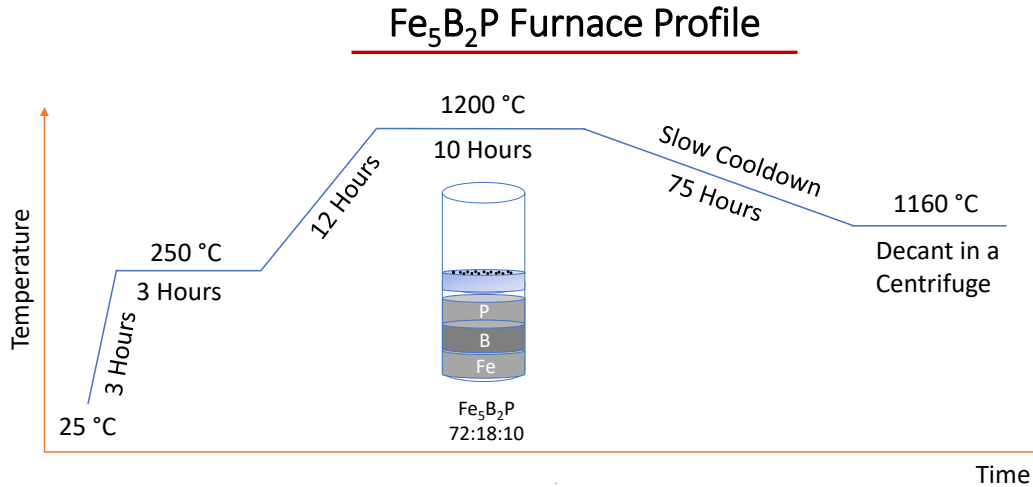 Fe₅B₂P Furnace Profile
1200 °C
10 Hours
Slow Cooldown
75 Hours
12 Hours
1160 °C
Decant in a
Centrifuge
250 °C
3 Hours
3 Hours
25 °C
P
B
Fe
Fe₅B₂P
72:18:10
Temperature
Time